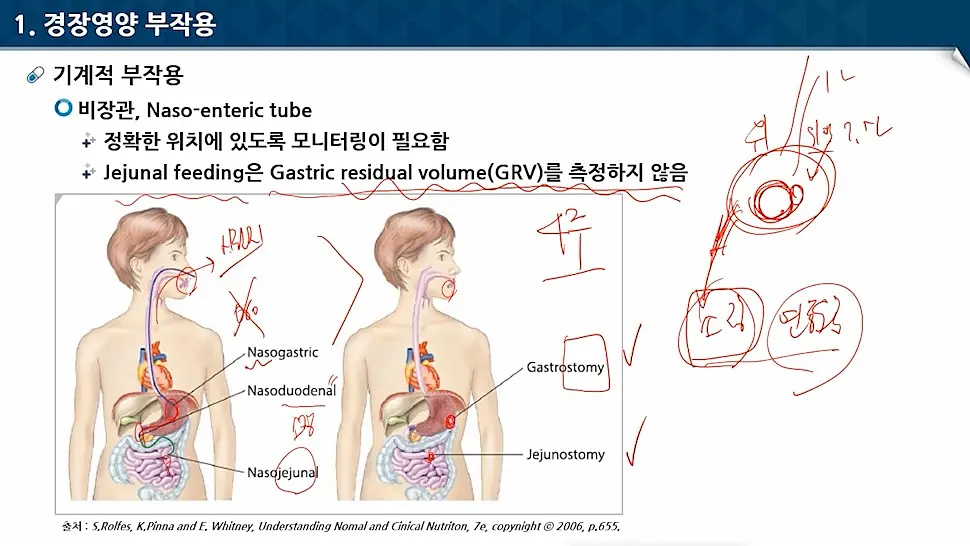 1. 경장영양 부작용
기계적 부작용
비장관, Naso-enteric tube
정확한 위치에 있도록 모니터링이 필요함
Jejunal feeding은 Gastric residual volume(GRV)를 측정하지 않음
Nasogastric
Nasoduodenal
Nasojejunal
Gastrostomy
Jejunostomy
위
1L
소장
출처 : S.Rolfes, K.Pinna and E. Whitney, Understanding Nomal and Cinical Nutriton, 7e, copyright © 2006, p.655.